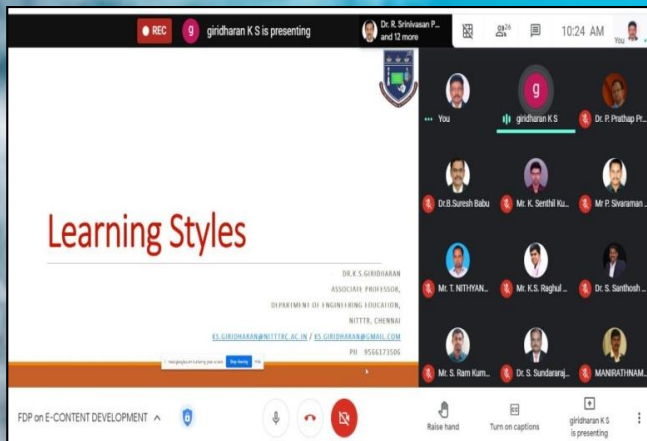 REC
g
giridharan K S is presenting
Dr. R. Srinivasan P...
and 12 more
26
10:24 AM
You
Learning Styles
DR.K.S.GIRIDHARAN
ASSOCIATE PROFESSOR,
DEPARTMENT OF ENGINEERING EDUCATION,
NITTTR, CHENNAI
KS.GIRIDHARAN@NITTTRC.AC.IN / KS.GIRIDHARAN@GMAIL.COM
PH : 9566373506
Stop sharing
Hide
You
g
giridharan K S
Dr. P. Prathap Pr...
Dr.B.Suresh Babu
Mr. K. Senthil Ku...
Mr P. Sivaraman ...
Mr. T. NITHYAN...
Mr. K.S. Raghul ...
Dr. S. Santhosh ...
Mr. S. Ram Kum...
Dr. S. Sundararaj...
MANIRATHNAM...
FDP on E-CONTENT DEVELOPMENT
Raise hand
Turn on captions
giridharan K S
is presenting